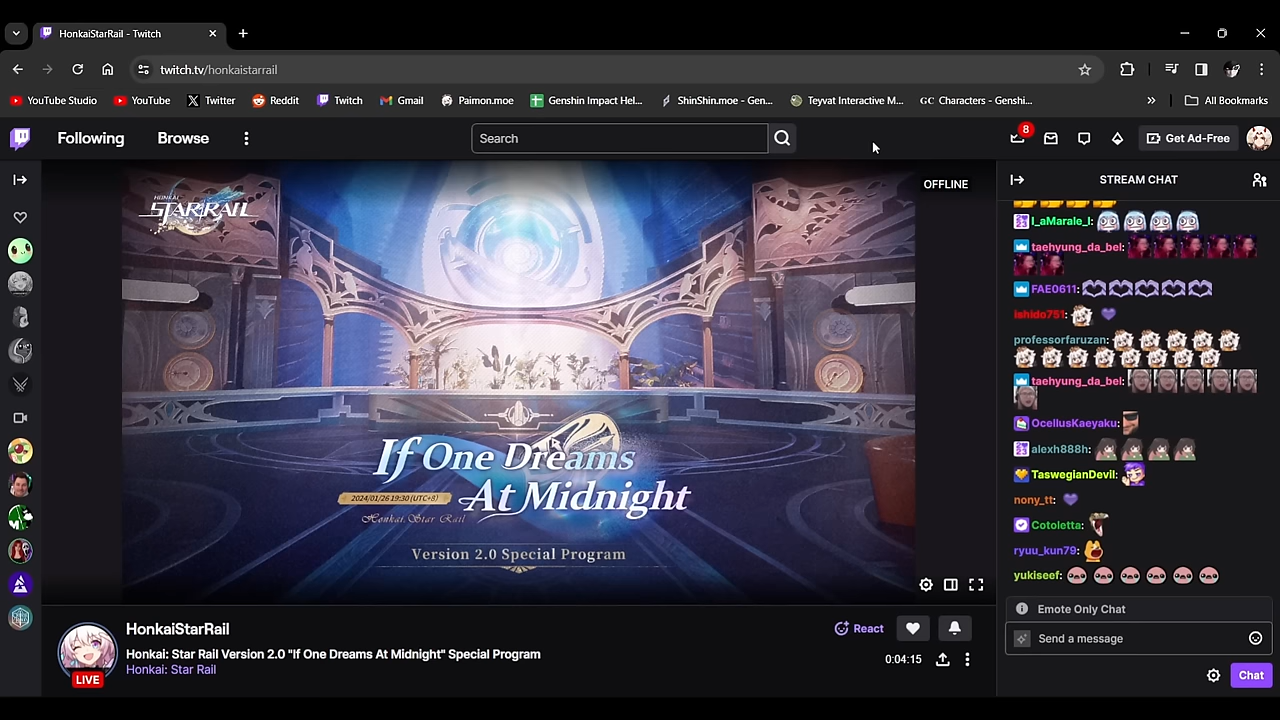 HonkaiStarRail - Twitch
twitch.tv/honkaistarrail
YouTube Studio
YouTube
Twitter
Reddit
Twitch
Gmail
Paimon.moe
Genshin Impact Hel...
ShinShin.moe - Gen...
Teyvat Interactive M...
GC Characters - Genshi...
All Bookmarks
Following
Browse
Search
8
Get Ad-Free
HONKAI
STAR RAIL
OFFLINE
If One Dreams
At Midnight
2024/01/26 19:30 (UTC+8)
Honkai: Star Rail
Version 2.0 Special Program
STREAM CHAT
l_aMarale_l:
taehyung_da_bel:
FAE0611:
ishido751:
professorfaruzan:
taehyung_da_bel:
OcellusKaeyaku:
alexh888h:
TaswegianDevil:
nony_tt:
Cotoletta:
ryuu_kun79:
yukiseef:
Emote Only Chat
Send a message
Chat
HonkaiStarRail
Honkai: Star Rail Version 2.0 "If One Dreams At Midnight" Special Program
Honkai: Star Rail
LIVE
React
0:04:15